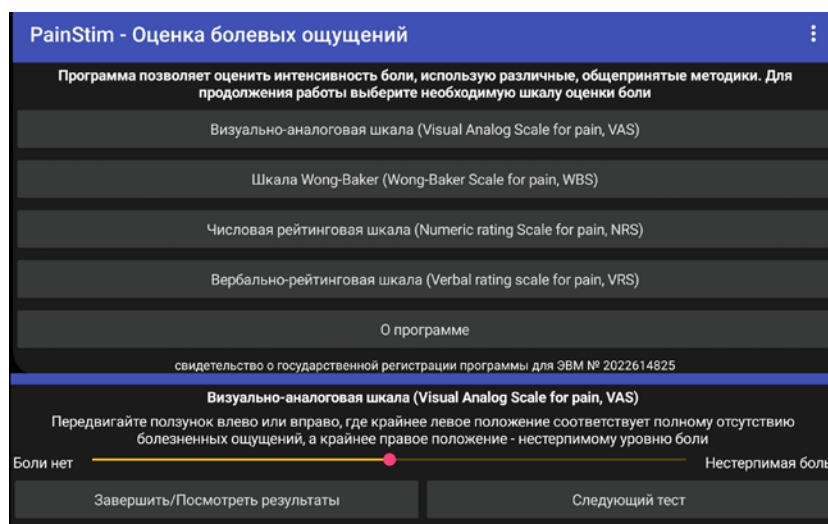 PainStim - Оценка болевых ощущений
Программа позволяет оценить интенсивность боли, использую различные, общепринятые методики. Для
продолжения работы выберите необходимую шкалу оценки боли
Визуально-аналоговая шкала (Visual Analog Scale for pain, VAS)
Шкала Wong-Baker (Wong-Baker Scale for pain, WBS)
Числовая рейтинговая шкала (Numeric rating Scale for pain, NRS)
Вербально-рейтинговая шкала (Verbal rating scale for pain, VRS)
О программе
свидетельство о государственной регистрации программы для ЭВМ № 2022614825
Визуально-аналоговая шкала (Visual Analog Scale for pain, VAS)
Передвигайте ползунок влево или вправо, где крайнее левое положение соответствует полному отсутствию
болезненных ощущений, а крайнее правое положение - нестерпимому уровню боли
Боли нет Нестерпимая боль
Завершить/Посмотреть результаты Следующий тест